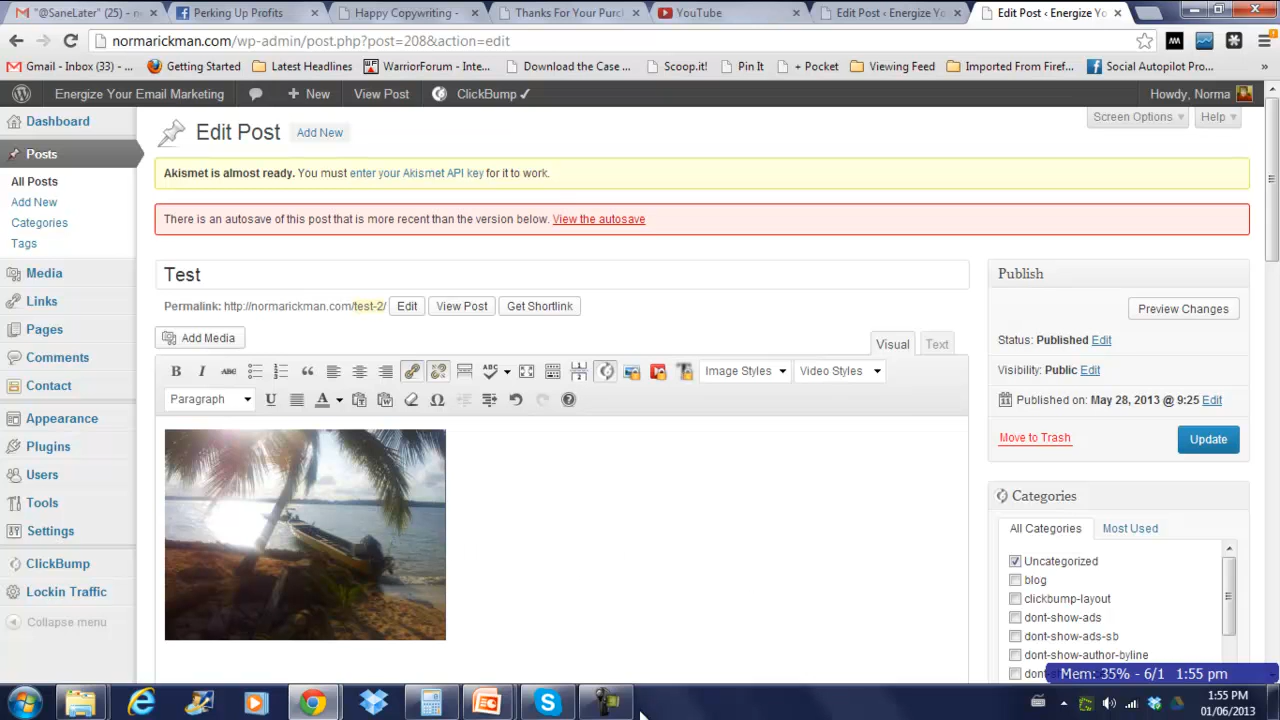 "@SaneLater" (25) - n
Perking Up Profits
Happy Copywriting -
Thanks For Your Purc
YouTube
Edit Post ‹ Energize Yo
Edit Post ‹ Energize Yo
normarickman.com/wp-admin/post.php?post=208&action=edit
Gmail - Inbox (33) -...
Getting Started
Latest Headlines
WarriorForum - Inte...
Download the Case ...
Scoop.it!
Pin It
+ Pocket
Viewing Feed
Imported From Firef...
Social Autopilot Pro...
»
Energize Your Email Marketing
+ New
View Post
ClickBump ✓
Howdy, Norma
Dashboard
Posts
All Posts
Add New
Categories
Tags
Media
Links
Pages
Comments
Contact
Appearance
Plugins
Users
Tools
Settings
ClickBump
Lockin Traffic
Collapse menu
Edit Post
Add New
Screen Options
Help
Akismet is almost ready. You must enter your Akismet API key for it to work.
There is an autosave of this post that is more recent than the version below. View the autosave
Test
Permalink: http://normarickman.com/test-2/
Edit
View Post
Get Shortlink
Add Media
Visual
Text
B I ABC
ABC
Image Styles
Video Styles
Paragraph
U
A
Publish
Preview Changes
Status: Published Edit
Visibility: Public Edit
Published on: May 28, 2013 @ 9:25 Edit
Move to Trash
Update
Categories
All Categories
Most Used
Uncategorized
blog
clickbump-layout
dont-show-ads
dont-show-ads-sb
dont-show-author-byline
Mem: 35% - 6/1 1:55 pm
1:55 PM
01/06/2013